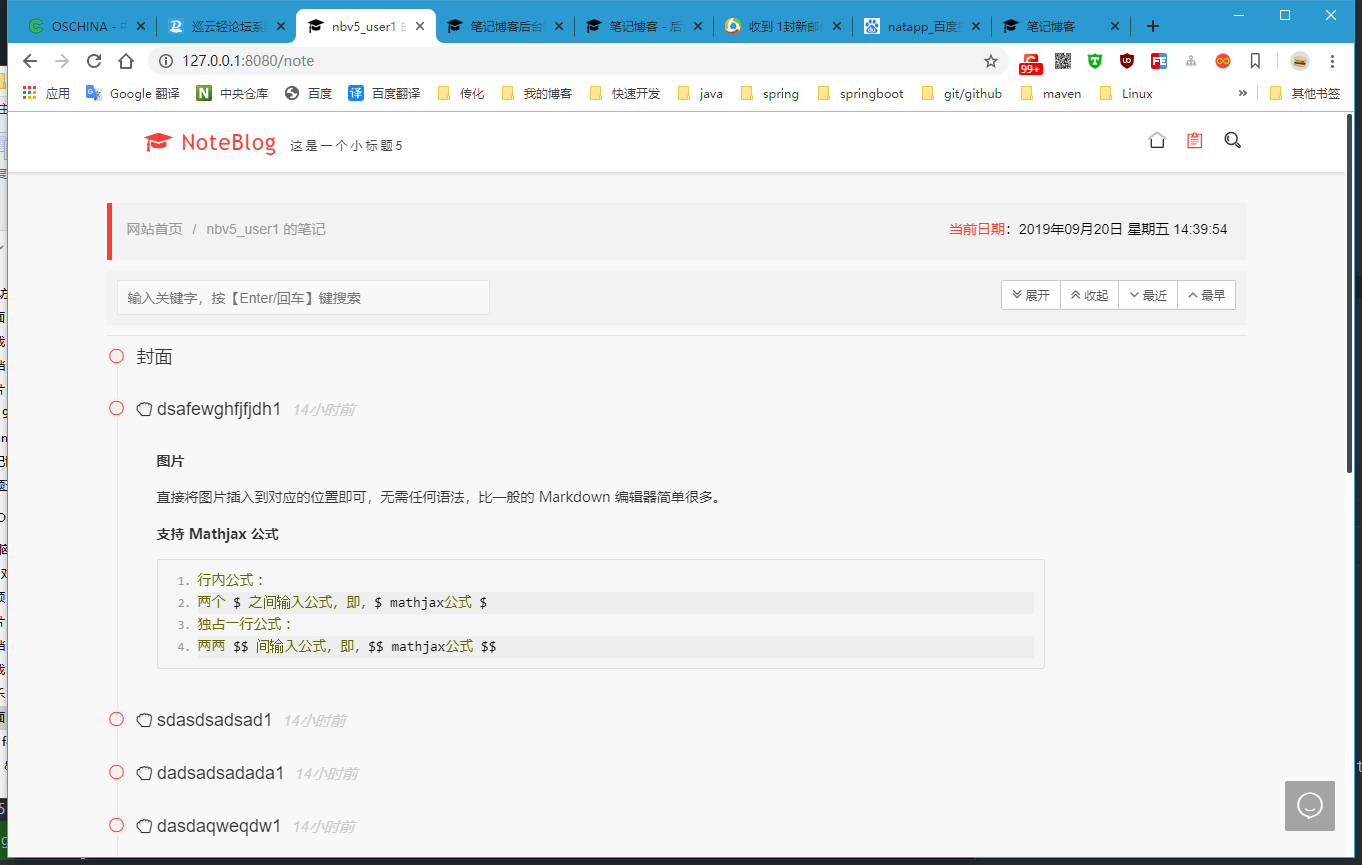 OSCHINA - 中
巡云轻论坛系统
nbv5_user1 的
笔记博客后台管
笔记博客 - 后台
收到 1封新邮件
natapp_百度搜
笔记博客
127.0.0.1:8080/note
99+
应用
Google 翻译
中央仓库
百度
译 百度翻译
传化
我的博客
快速开发
java
spring
springboot
git/github
maven
Linux
»
其他书签
NoteBlog 这是一个小标题5
网站首页 / nbv5_user1 的笔记
当前日期：2019年09月20日 星期五 14:39:54
输入关键字，按【Enter/回车】键搜索
展开
收起
最近
最早
封面
dsafewghfjfjdh1 14小时前
图片
直接将图片插入到对应的位置即可，无需任何语法，比一般的 Markdown 编辑器简单很多。
支持 Mathjax 公式
1. 行内公式：
2. 两个 $ 之间输入公式，即，$ mathjax公式 $
3. 独占一行公式：
4. 两两 $$ 间输入公式，即，$$ mathjax公式 $$
sdasdsadsad1 14小时前
dadsadsadada1 14小时前
dasdaqweqdw1 14小时前